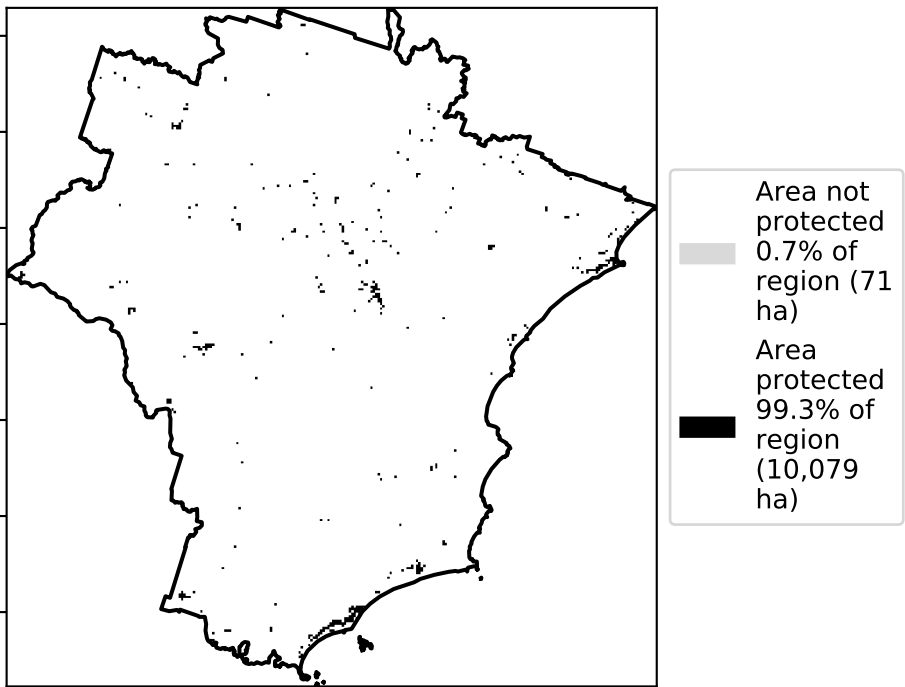 Area not
protected
0.7% of
region (71
ha)
Area
protected
99.3% of
region
(10,079
ha)